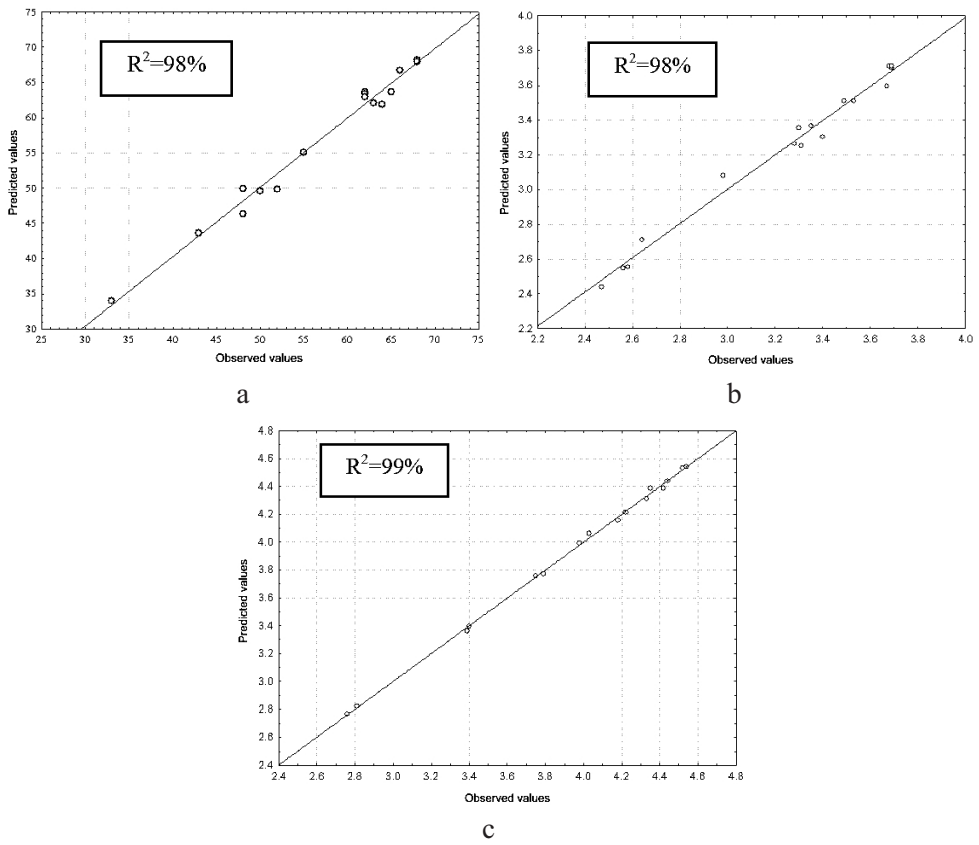 R²=98%
Predicted values
75
70
65
60
55
50
45
40
35
30
25 30 35 40 45 50 55 60 65 70 75
Observed values
a
R²=98%
Predicted values
4.0
3.8
3.6
3.4
3.2
3.0
2.8
2.6
2.4
2.2
2.2 2.4 2.6 2.8 3.0 3.2 3.4 3.6 3.8 4.0
Observed values
b
R²=99%
Predicted values
4.8
4.6
4.4
4.2
4.0
3.8
3.6
3.4
3.2
3.0
2.8
2.6
2.4
2.4 2.6 2.8 3.0 3.2 3.4 3.6 3.8 4.0 4.2 4.4 4.6 4.8
Observed values
c